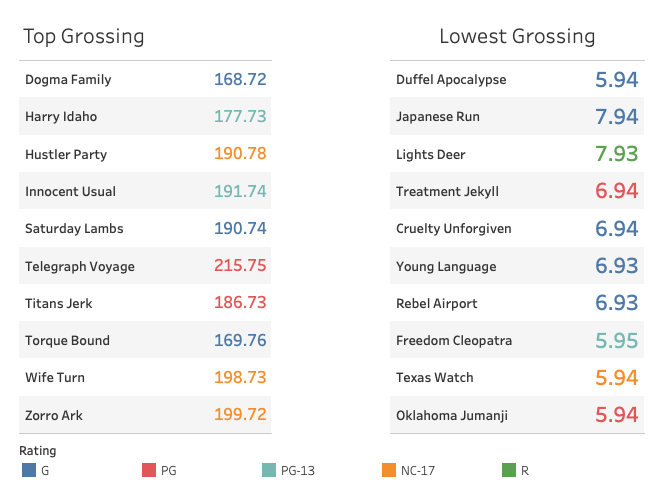 Top Grossing
Dogma Family 168.72
Harry Idaho 177.73
Hustler Party 190.78
Innocent Usual 191.74
Saturday Lambs 190.74
Telegraph Voyage 215.75
Titans Jerk 186.73
Torque Bound 169.76
Wife Turn 198.73
Zorro Ark 199.72
Lowest Grossing
Duffel Apocalypse 5.94
Japanese Run 7.94
Lights Deer 7.93
Treatment Jekyll 6.94
Cruelty Unforgiven 6.94
Young Language 6.93
Rebel Airport 6.93
Freedom Cleopatra 5.95
Texas Watch 5.94
Oklahoma Jumanji 5.94
Rating
G PG PG-13 NC-17 R